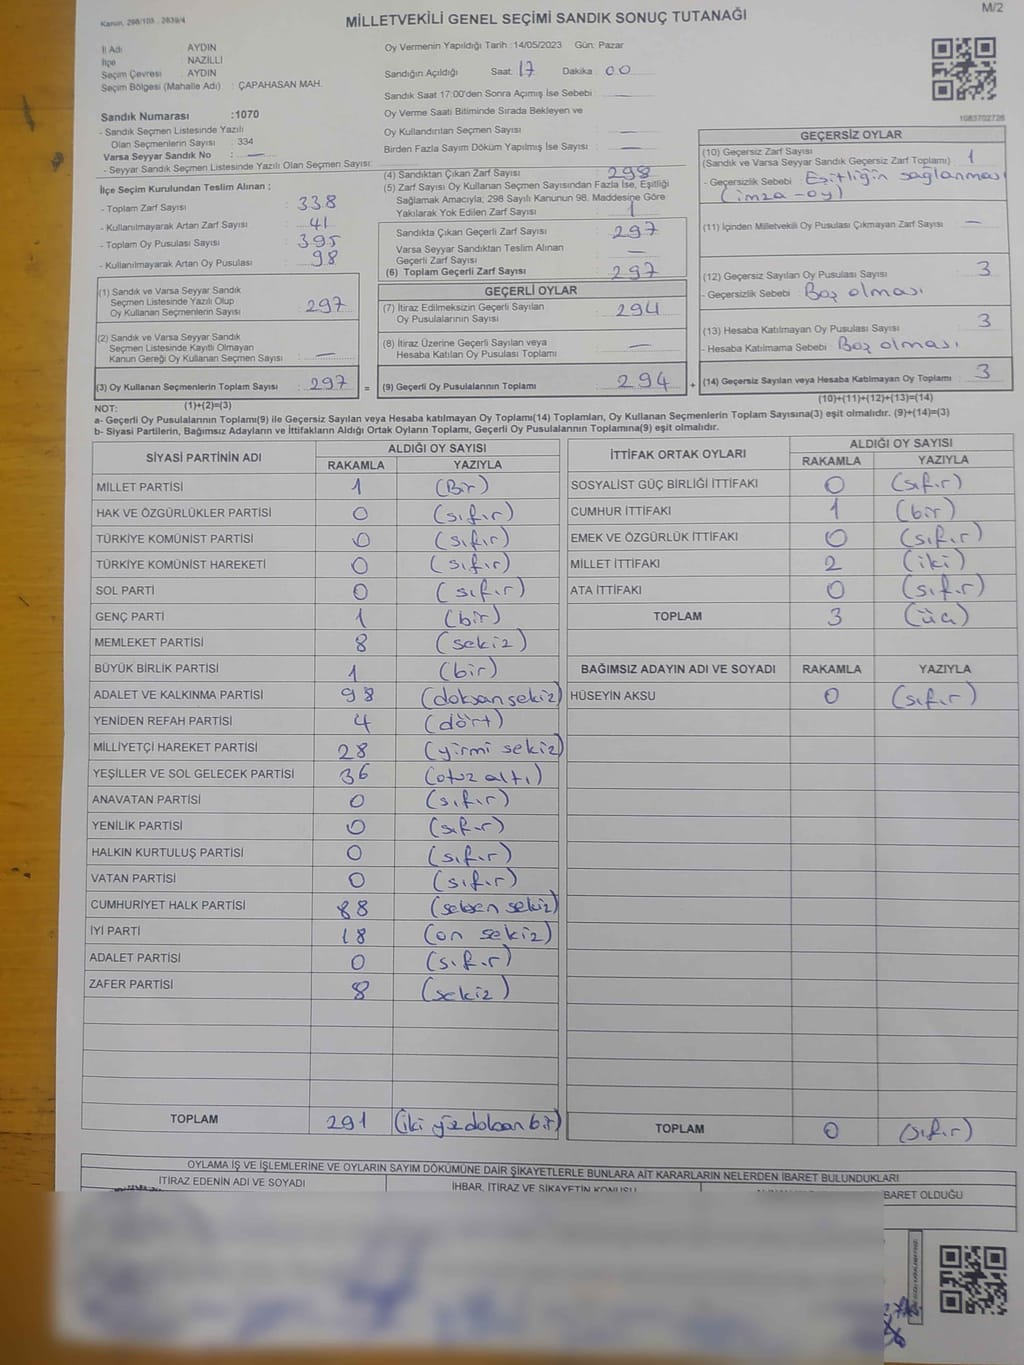 Kanun, 298/103 , 2839/4
MİLLETVEKİLİ GENEL SEÇİMİ SANDIK SONUÇ TUTANAĞI
M/2
İl Adı AYDIN
İlçe NAZİLLİ
Seçim Çevresi AYDIN
Seçim Bölgesi (Mahalle Adı) : ÇAPAHASAN MAH.
Oy Vermenin Yapıldığı Tarih :14/05/2023 Gün: Pazar
Sandığın Açıldığı Saat: 17 Dakika : 00
Sandık Saat 17:00'den Sonra Açımış İse Sebebi : —
Oy Verme Saati Bitiminde Sırada Bekleyen ve
Oy Kullandırılan Seçmen Sayısı : —
Birden Fazla Sayım Döküm Yapılmış İse Sayısı : —
1083702726
Sandık Numarası :1070
- Sandık Seçmen Listesinde Yazılı
Olan Seçmenlerin Sayısı : 334
Varsa Seyyar Sandık No : —
- Seyyar Sandık Seçmen Listesinde Yazılı Olan Seçmen Sayısı:
İlçe Seçim Kurulundan Teslim Alınan ;
- Toplam Zarf Sayısı : 338
- Kullanılmayarak Artan Zarf Sayısı : 41
- Toplam Oy Pusulası Sayısı : 395
- Kullanılmayarak Artan Oy Pusulası : 98
(1) Sandık ve Varsa Seyyar Sandık
Seçmen Listesinde Yazılı Olup
Oy Kullanan Seçmenlerin Sayısı : 297
(2) Sandık ve Varsa Seyyar Sandık
Seçmen Listesinde Kayıtlı Olmayan
Kanun Gereği Oy Kullanan Seçmen Sayısı : —
(3) Oy Kullanan Seçmenlerin Toplam Sayısı : 297 =
(1)+(2)=(3)
(4) Sandıktan Çıkan Zarf Sayısı : 298
(5) Zarf Sayısı Oy Kullanan Seçmen Sayısından Fazla İse, Eşitliği
Sağlamak Amacıyla; 298 Sayılı Kanunun 98. Maddesine Göre
Yakılarak Yok Edilen Zarf Sayısı : 1
Sandıkta Çıkan Geçerli Zarf Sayısı : 297
Varsa Seyyar Sandıktan Teslim Alınan
Geçerli Zarf Sayısı : —
(6) Toplam Geçerli Zarf Sayısı : 297
GEÇERLİ OYLAR
(7) İtiraz Edilmeksizin Geçerli Sayılan
Oy Pusulalarının Sayısı : 294
(8) İtiraz Üzerine Geçerli Sayılan veya
Hesaba Katılan Oy Pusulası Toplamı : —
(9) Geçerli Oy Pusulalarının Toplamı : 294 +
GEÇERSİZ OYLAR
(10) Geçersiz Zarf Sayısı
(Sandık ve Varsa Seyyar Sandık Geçersiz Zarf Toplamı) : 1
- Geçersizlik Sebebi : Eşitliğin sağlanması
(imza - oy)
(11) İçinden Milletvekili Oy Pusulası Çıkmayan Zarf Sayısı : —
(12) Geçersiz Sayılan Oy Pusulası Sayısı : 3
- Geçersizlik Sebebi : Boş olması
(13) Hesaba Katılmayan Oy Pusulası Sayısı : 3
- Hesaba Katılmama Sebebi : Boş olması
(14) Geçersiz Sayılan veya Hesaba Katılmayan Oy Toplamı : 3
(10)+(11)+(12)+(13)=(14)
NOT:
a- Geçerli Oy Pusulalarının Toplamı(9) ile Geçersiz Sayılan veya Hesaba katılmayan Oy Toplamı(14) Toplamları, Oy Kullanan Seçmenlerin Toplam Sayısına(3) eşit olmalıdır. (9)+(14)=(3)
b- Siyasi Partilerin, Bağımsız Adayların ve İttifakların Aldığı Ortak Oyların Toplamı, Geçerli Oy Pusulalarının Toplamına(9) eşit olmalıdır.
SİYASİ PARTİNİN ADI ALDIĞI OY SAYISI
RAKAMLA YAZIYLA
MİLLET PARTİSİ 1 (Bir)
HAK VE ÖZGÜRLÜKLER PARTİSİ 0 (sıfır)
TÜRKİYE KOMÜNİST PARTİSİ 0 (sıfır)
TÜRKİYE KOMÜNİST HAREKETİ 0 (sıfır)
SOL PARTİ 0 (sıfır)
GENÇ PARTİ 1 (bir)
MEMLEKET PARTİSİ 8 (sekiz)
BÜYÜK BİRLİK PARTİSİ 1 (bir)
ADALET VE KALKINMA PARTİSİ 98 (doksan sekiz)
YENİDEN REFAH PARTİSİ 4 (dört)
MİLLİYETÇİ HAREKET PARTİSİ 28 (yirmi sekiz)
YEŞİLLER VE SOL GELECEK PARTİSİ 36 (otuz altı)
ANAVATAN PARTİSİ 0 (sıfır)
YENİLİK PARTİSİ 0 (sıfır)
HALKIN KURTULUŞ PARTİSİ 0 (sıfır)
VATAN PARTİSİ 0 (sıfır)
CUMHURİYET HALK PARTİSİ 88 (seksen sekiz)
İYİ PARTİ 18 (on sekiz)
ADALET PARTİSİ 0 (sıfır)
ZAFER PARTİSİ 8 (sekiz)
TOPLAM 291 (iki yüz doksan bir)
İTTİFAK ORTAK OYLARI ALDIĞI OY SAYISI
RAKAMLA YAZIYLA
SOSYALİST GÜÇ BİRLİĞİ İTTİFAKI 0 (sıfır)
CUMHUR İTTİFAKI 1 (bir)
EMEK VE ÖZGÜRLÜK İTTİFAKI 0 (sıfır)
MİLLET İTTİFAKI 2 (iki)
ATA İTTİFAKI 0 (sıfır)
TOPLAM 3 (üç)
BAĞIMSIZ ADAYIN ADI VE SOYADI RAKAMLA YAZIYLA
HÜSEYİN AKSU 0 (sıfır)
TOPLAM 0 (sıfır)
OYLAMA İŞ VE İŞLEMLERİNE VE OYLARIN SAYIM DÖKÜMÜNE DAİR ŞİKAYETLERLE BUNLARA AİT KARARLARIN NELERDEN İBARET BULUNDUKLARI
İTİRAZ EDENİN ADI VE SOYADI İHBAR, İTİRAZ VE ŞİKAYETİN KONUSU BARET OLDUĞU